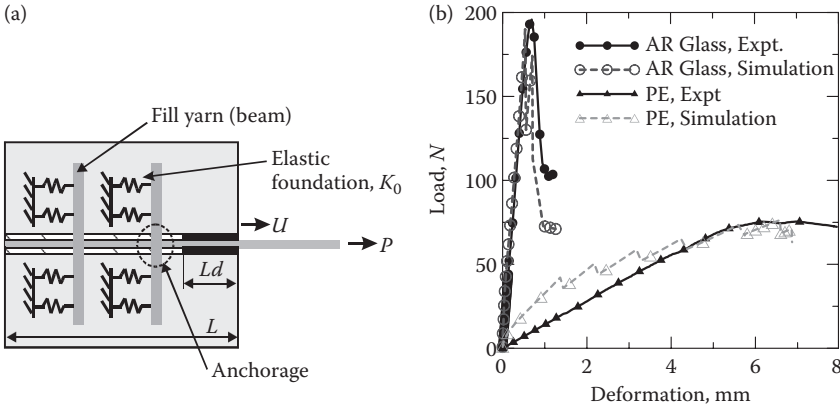 (a)
Fill yarn (beam)
Elastic
foundation, K0
U
P
Ld
L
Anchorage
(b)
200
150
100
50
0
Load, N
AR Glass, Expt.
AR Glass, Simulation
PE, Expt
PE, Simulation
0 2 4 6 8
Deformation, mm